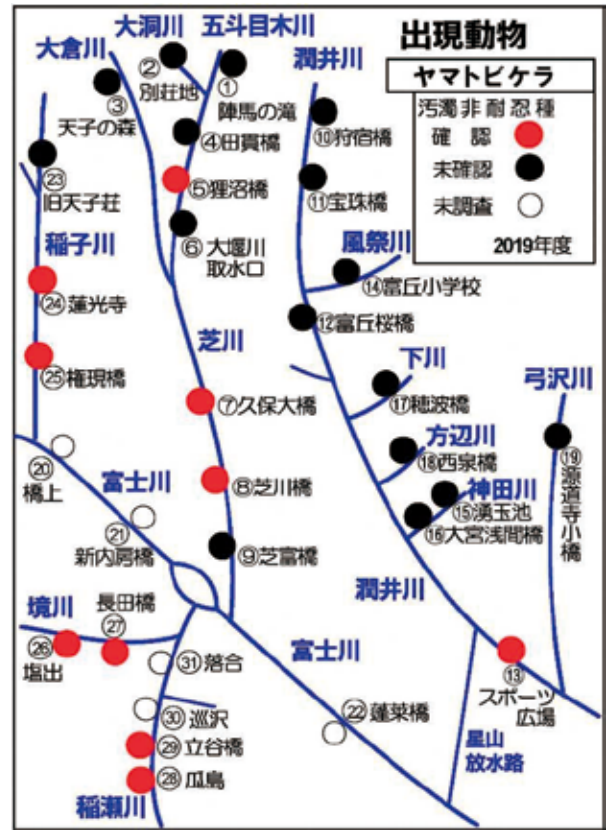 出現動物
ヤマトビケラ
汚濁非耐忍種
確認
未確認
未調査
2019年度
大倉川
大洞川
五斗目木川
潤井川
②
別荘地
①
陣馬の滝
③
天子の森
④田貫橋
⑩狩宿橋
㉓
旧天子荘
⑤狸沼橋
⑪宝珠橋
稲子川
⑥大堰川
取水口
風祭川
⑭富丘小学校
㉔蓮光寺
芝川
⑫富丘桜橋
㉕権現橋
⑦久保大橋
下川
⑰穂波橋
弓沢川
方辺川
⑱西泉橋
⑲源道寺小橋
⑳
橋上
富士川
⑧芝川橋
神田川
⑮湧玉池
⑯大宮浅間橋
㉑
新内房橋
⑨芝富橋
境川
長田橋
㉗
潤井川
㉖
塩出
㉛落合
富士川
⑬
スポーツ
広場
㉚巡沢
㉒蓬莱橋
㉙立谷橋
星山
放水路
㉘瓜島
稲瀬川